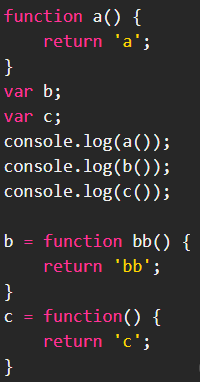 function a() {
    return 'a';
}
var b;
var c;
console.log(a());
console.log(b());
console.log(c());

b = function bb() {
    return 'bb';
}
c = function() {
    return 'c';
}